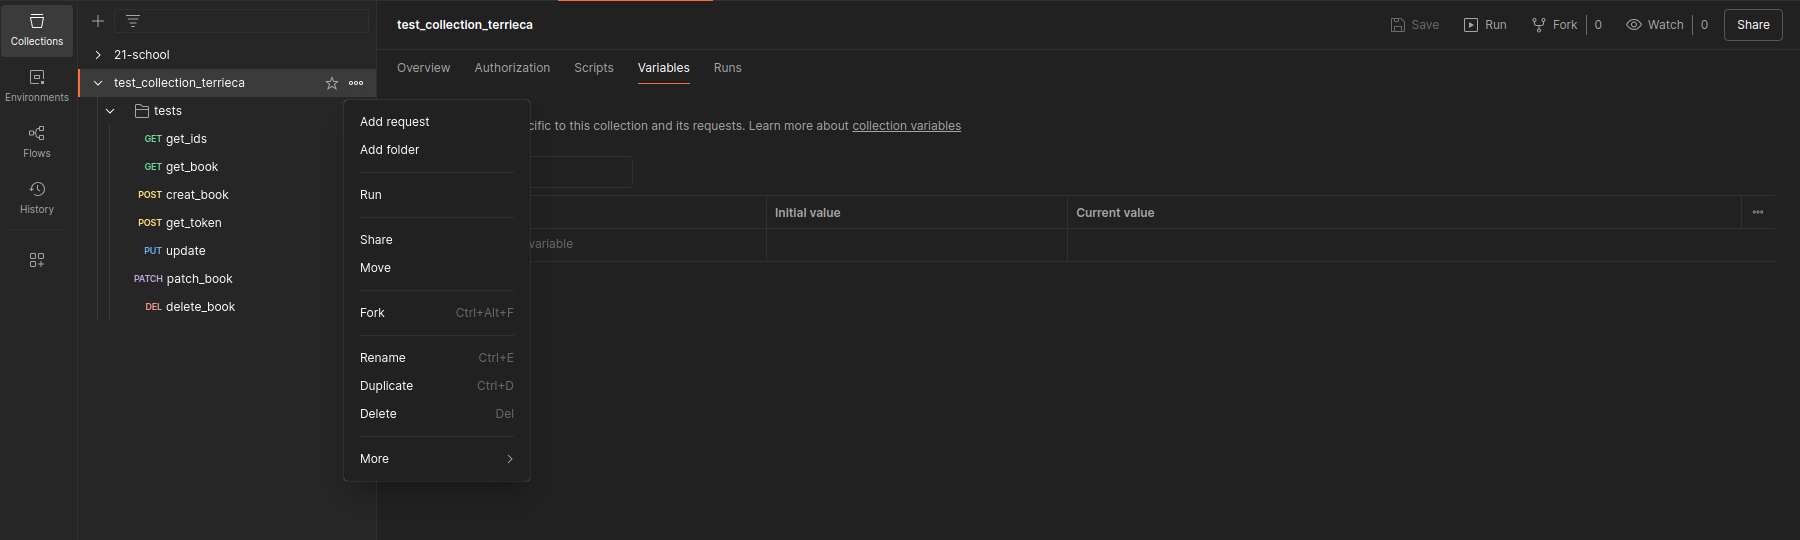 Collections
Environments
Flows
History
21-school
test_collection_terrieca
tests
GET get_ids
GET get_book
POST creat_book
POST get_token
PUT update
PATCH patch_book
DEL delete_book
Add request
Add folder
Run
Share
Move
Fork Ctrl+Alt+F
Rename Ctrl+E
Duplicate Ctrl+D
Delete Del
More
test_collection_terrieca
Save Run Fork 0 Watch 0 Share
Overview Authorization Scripts Variables Runs
cific to this collection and its requests. Learn more about collection variables
Initial value Current value
variable